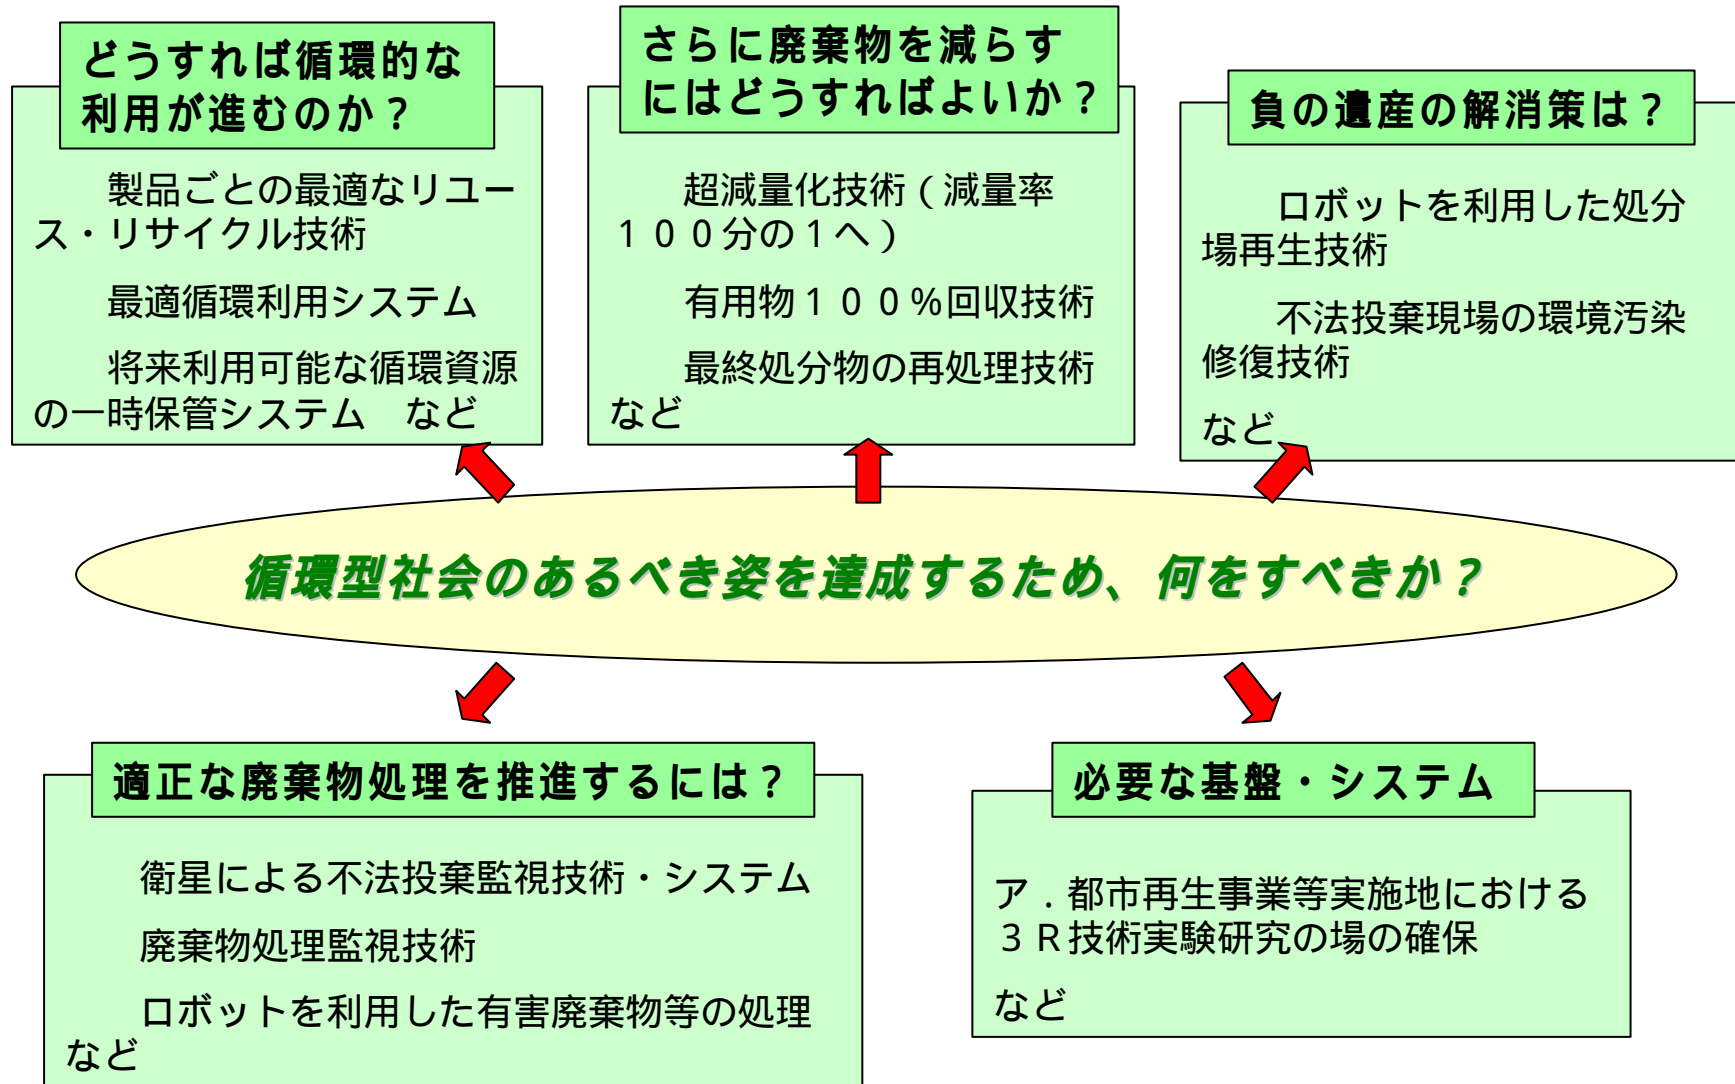 どうすれば循環的な
利用が進むのか？
製品ごとの最適なリユー
ス・リサイクル技術
最適循環利用システム
将来利用可能な循環資源
の一時保管システム　など
さらに廃棄物を減らす
にはどうすればよいか？
超減量化技術（減量率
１００分の１へ）
有用物１００％回収技術
最終処分物の再処理技術
など
負の遺産の解消策は？
ロボットを利用した処分
場再生技術
不法投棄現場の環境汚染
修復技術
など
循環型社会のあるべき姿を達成するため、何をすべきか？
適正な廃棄物処理を推進するには？
衛星による不法投棄監視技術・システム
廃棄物処理監視技術
ロボットを利用した有害廃棄物等の処理
など
必要な基盤・システム
ア．都市再生事業等実施地における
３Ｒ技術実験研究の場の確保
など